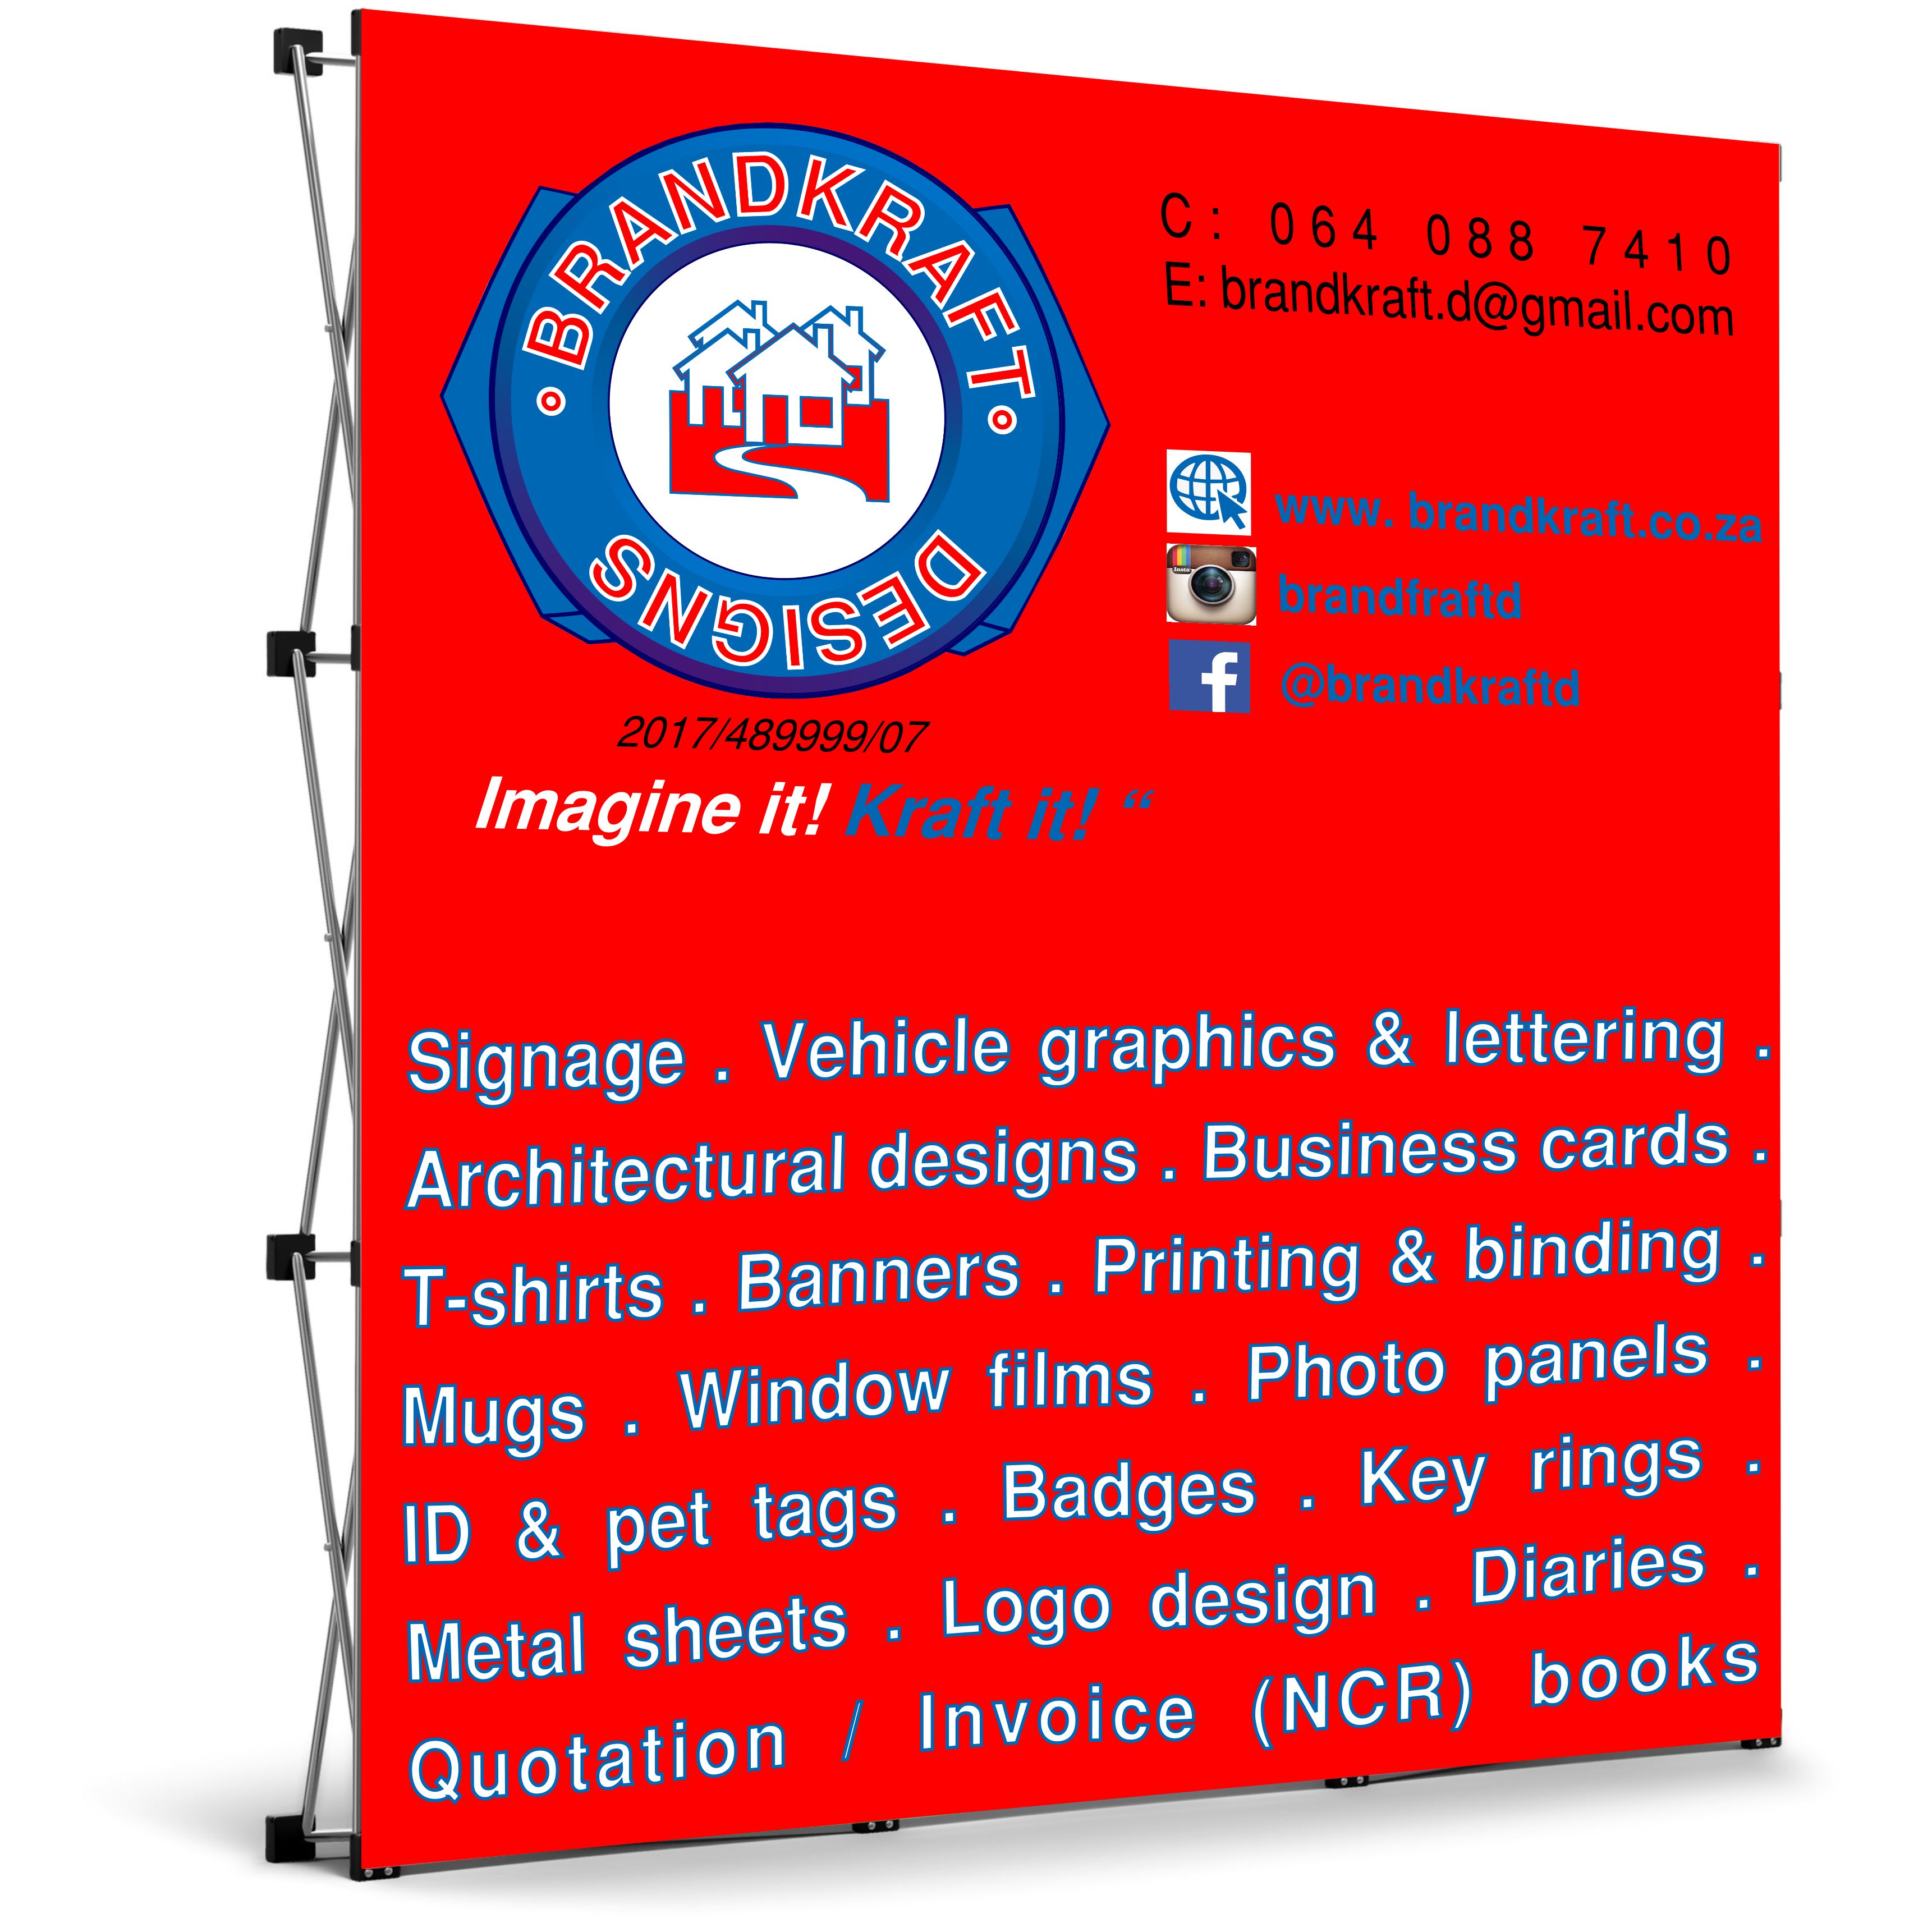 BRANDKRAFT
DESIGNS
2017/489999/07
Imagine it! Kraft it! “
C: 064 088 7410
E: brandkraft.d@gmail.com
www. brandkraft.co.za
Insta
brandfraftd
f @brandkraftd
Signage . Vehicle graphics & lettering .
Architectural designs . Business cards .
T-shirts . Banners . Printing & binding .
Mugs . Window films . Photo panels .
ID & pet tags . Badges . Key rings .
Metal sheets . Logo design . Diaries .
Quotation / Invoice (NCR) books